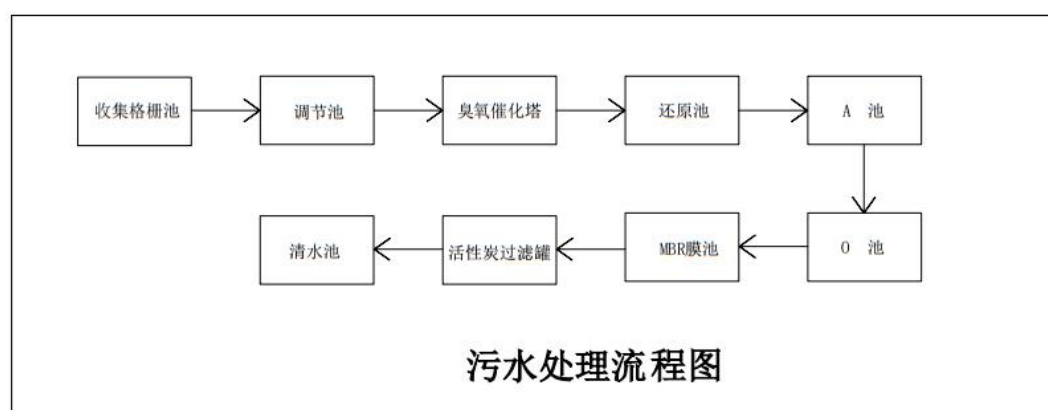 收集格栅池
调节池
臭氧催化塔
还原池
A 池
O 池
MBR膜池
活性炭过滤罐
清水池
污水处理流程图